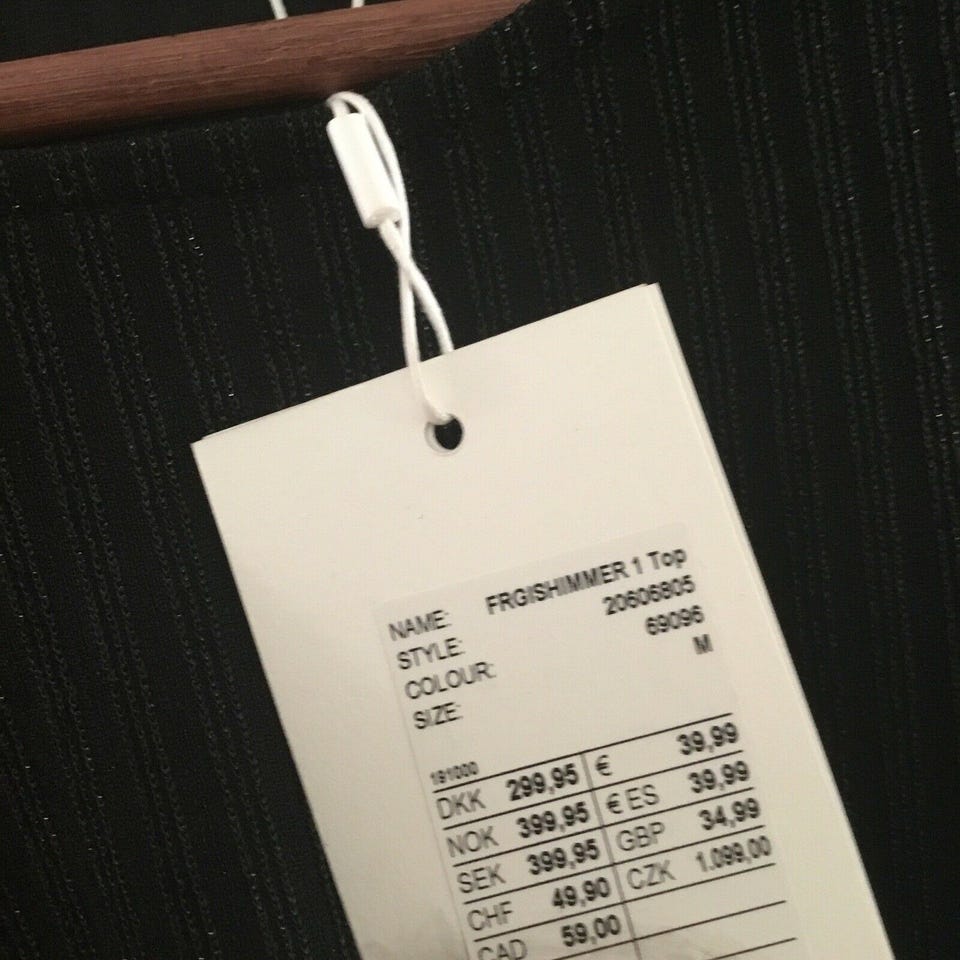 NAME: FRGISHIMMER 1 Top
STYLE: 20606805
COLOUR: 69096
SIZE: M
191000
DKK 299,95 € 39,99
NOK 399,95 € ES 39,99
SEK 399,95 GBP 34,99
CHF 49,90 CZK 1.099,00
CAD 59,00